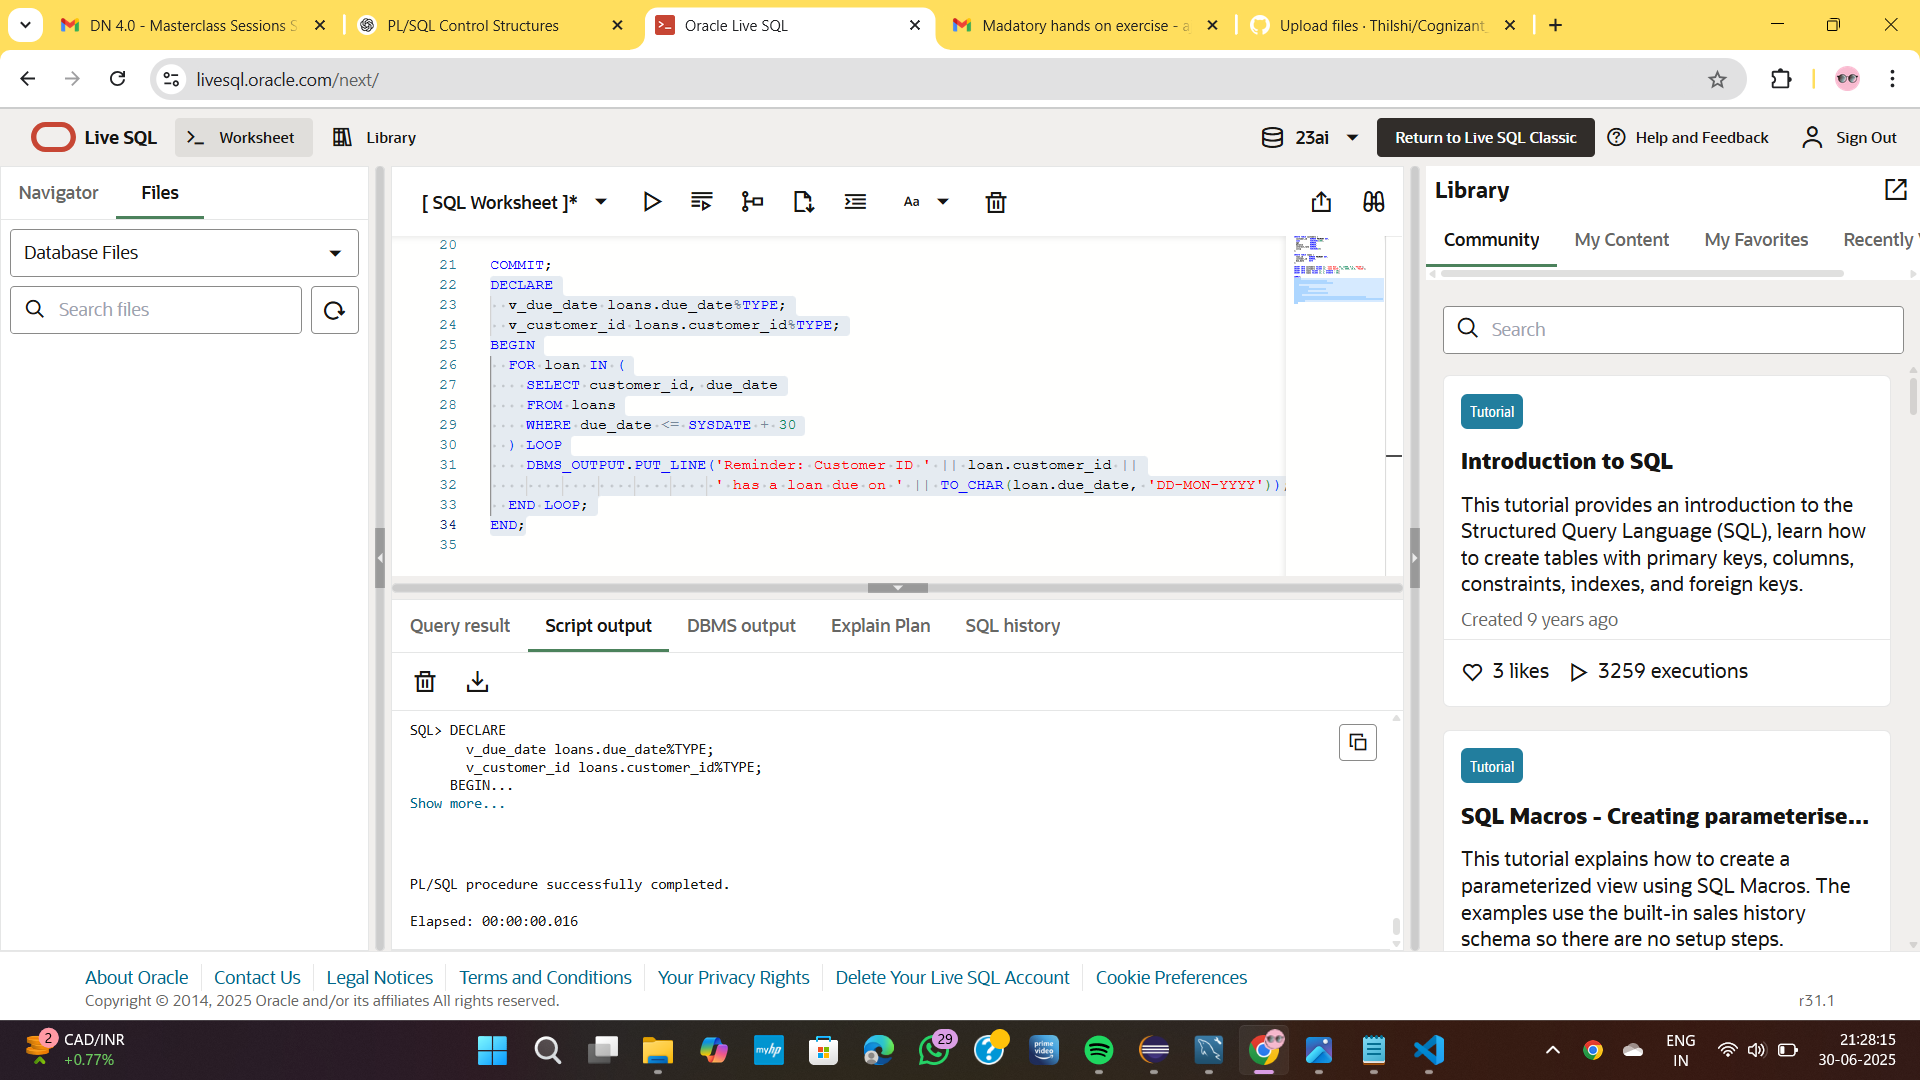 DN 4.0 - Masterclass Sessions S
PL/SQL Control Structures
Oracle Live SQL
Madatory hands on exercise - a
Upload files · Thilshi/Cognizant_
livesql.oracle.com/next/
Live SQL
Worksheet
Library
23ai
Return to Live SQL Classic
Help and Feedback
Sign Out
Navigator
Files
Database Files
Search files
[ SQL Worksheet ]*
Aa
20
21 COMMIT;
22 DECLARE
23 v_due_date loans.due_date%TYPE;
24 v_customer_id loans.customer_id%TYPE;
25 BEGIN
26 FOR loan IN (
27 SELECT customer_id, due_date
28 FROM loans
29 WHERE due_date <= SYSDATE + 30
30 ) LOOP
31 DBMS_OUTPUT.PUT_LINE('Reminder: Customer ID ' || loan.customer_id ||
32 ' has a loan due on ' || TO_CHAR(loan.due_date, 'DD-MON-YYYY'));
33 END LOOP;
34 END;
35
Query result
Script output
DBMS output
Explain Plan
SQL history
SQL> DECLARE
v_due_date loans.due_date%TYPE;
v_customer_id loans.customer_id%TYPE;
BEGIN...
Show more...
PL/SQL procedure successfully completed.
Elapsed: 00:00:00.016
Library
Community
My Content
My Favorites
Recently
Search
Tutorial
Introduction to SQL
This tutorial provides an introduction to the
Structured Query Language (SQL), learn how
to create tables with primary keys, columns,
constraints, indexes, and foreign keys.
Created 9 years ago
3 likes
3259 executions
Tutorial
SQL Macros - Creating parameterise...
This tutorial explains how to create a
parameterized view using SQL Macros. The
examples use the built-in sales history
schema so there are no setup steps.
About Oracle
Contact Us
Legal Notices
Terms and Conditions
Your Privacy Rights
Delete Your Live SQL Account
Cookie Preferences
Copyright © 2014, 2025 Oracle and/or its affiliates All rights reserved.
r31.1
2
CAD/INR
+0.77%
myhp
29
prime video
ENG
IN
21:28:15
30-06-2025